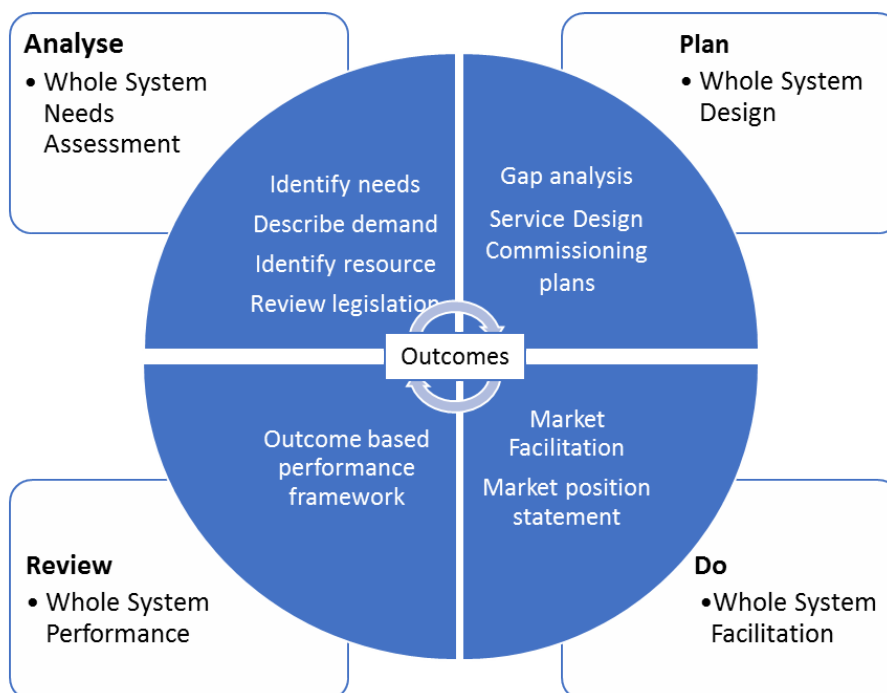 Analyse
• Whole System
Needs
Assessment
Plan
• Whole System
Design
Identify needs
Describe demand
Identify resource
Review legislation
Gap analysis
Service Design
Commissioning
plans
Outcomes
Outcome based
performance
framework
Market
Facilitation
Market position
statement
Review
• Whole System
Performance
Do
•Whole System
Facilitation